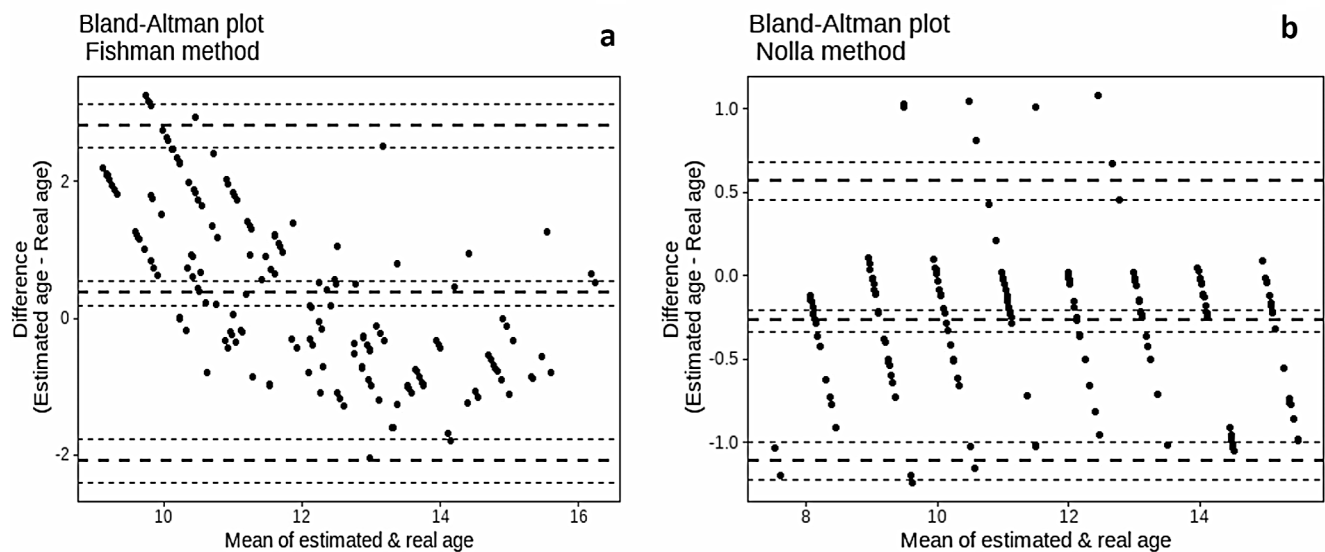 Bland-Altman plot
Fishman method
a
Difference
(Estimated age - Real age)
2
0
-2
10
12
14
16
Mean of estimated & real age
Bland-Altman plot
Nolla method
b
Difference
(Estimated age - Real age)
1.0
0.5
0.0
-0.5
-1.0
8
10
12
14
Mean of estimated & real age